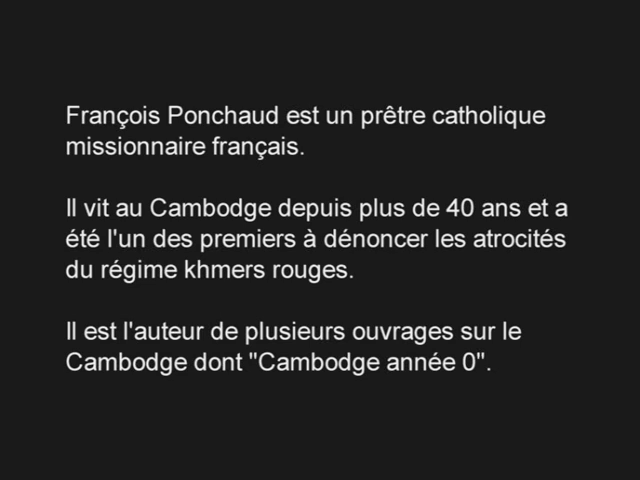 François Ponchaud est un prêtre catholique
missionnaire français.
Il vit au Cambodge depuis plus de 40 ans et a
été l'un des premiers à dénoncer les atrocités
du régime khmers rouges.
Il est l'auteur de plusieurs ouvrages sur le
Cambodge dont "Cambodge année 0".